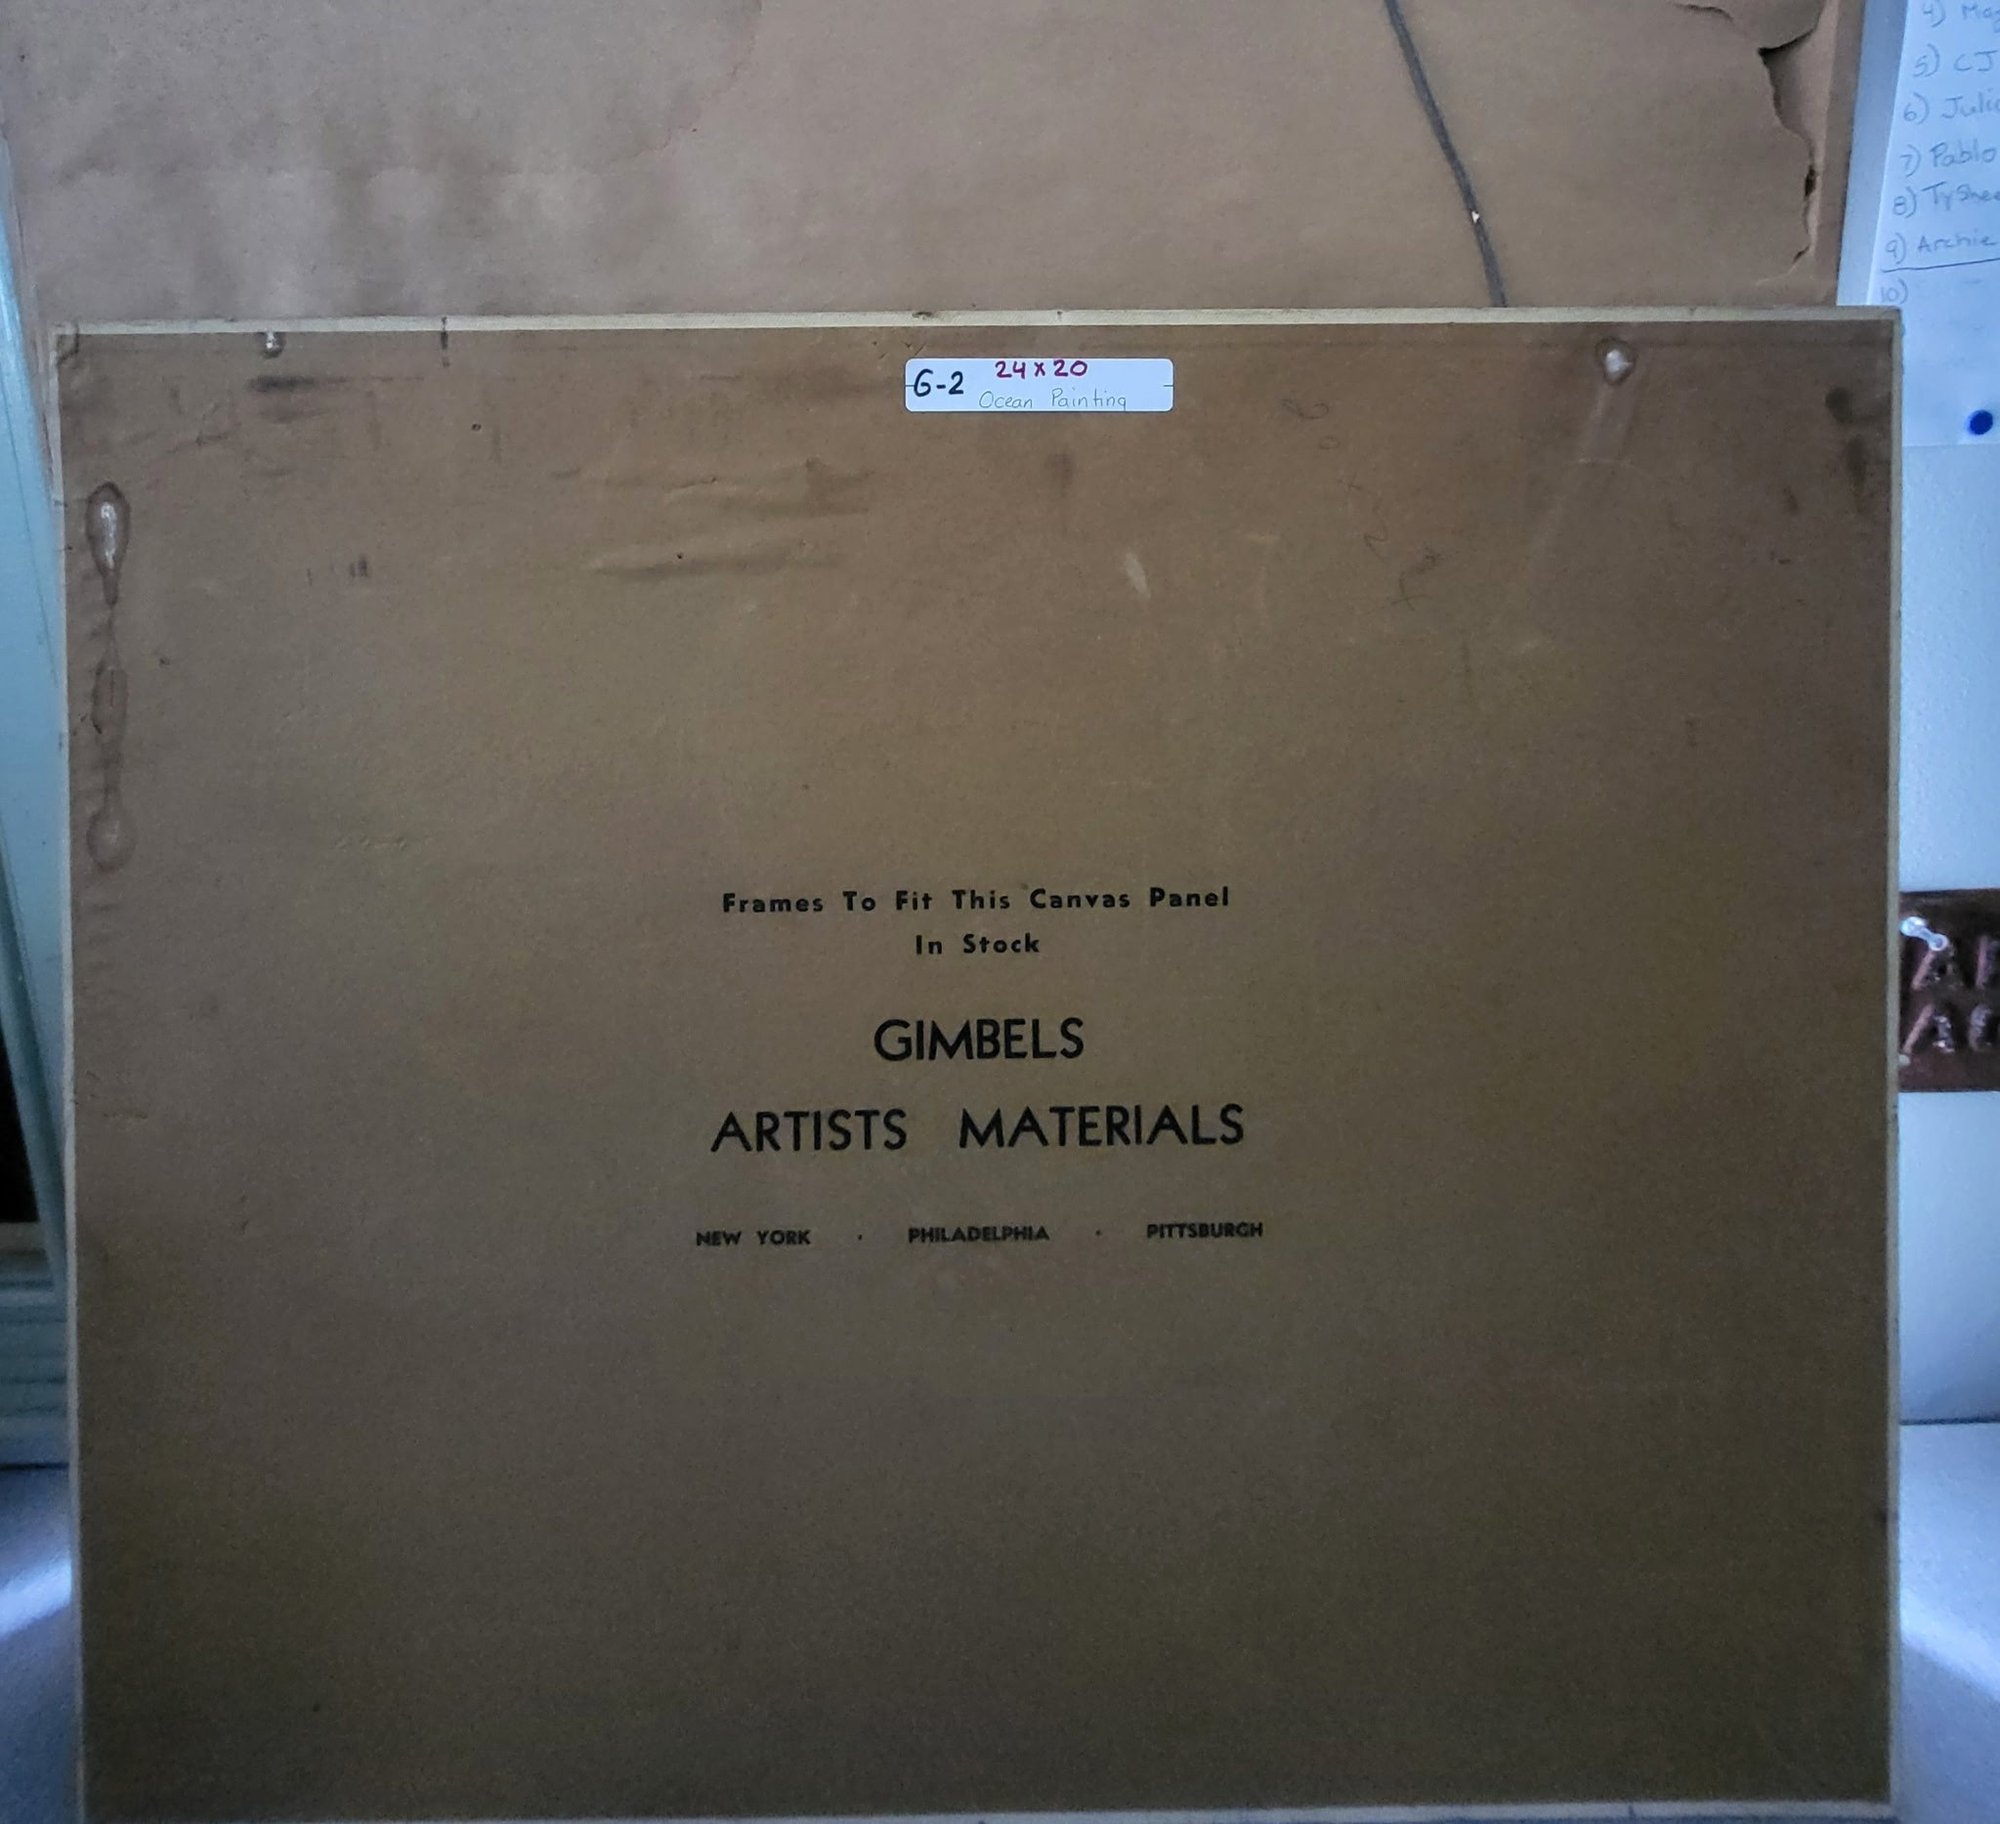 5) CJ
7) Pablo
9) Archie
10)
G-2 24 x 20
Ocean Painting
Frames To Fit This Canvas Panel
In Stock
GIMBELS
ARTISTS MATERIALS
NEW YORK · PHILADELPHIA · PITTSBURGH